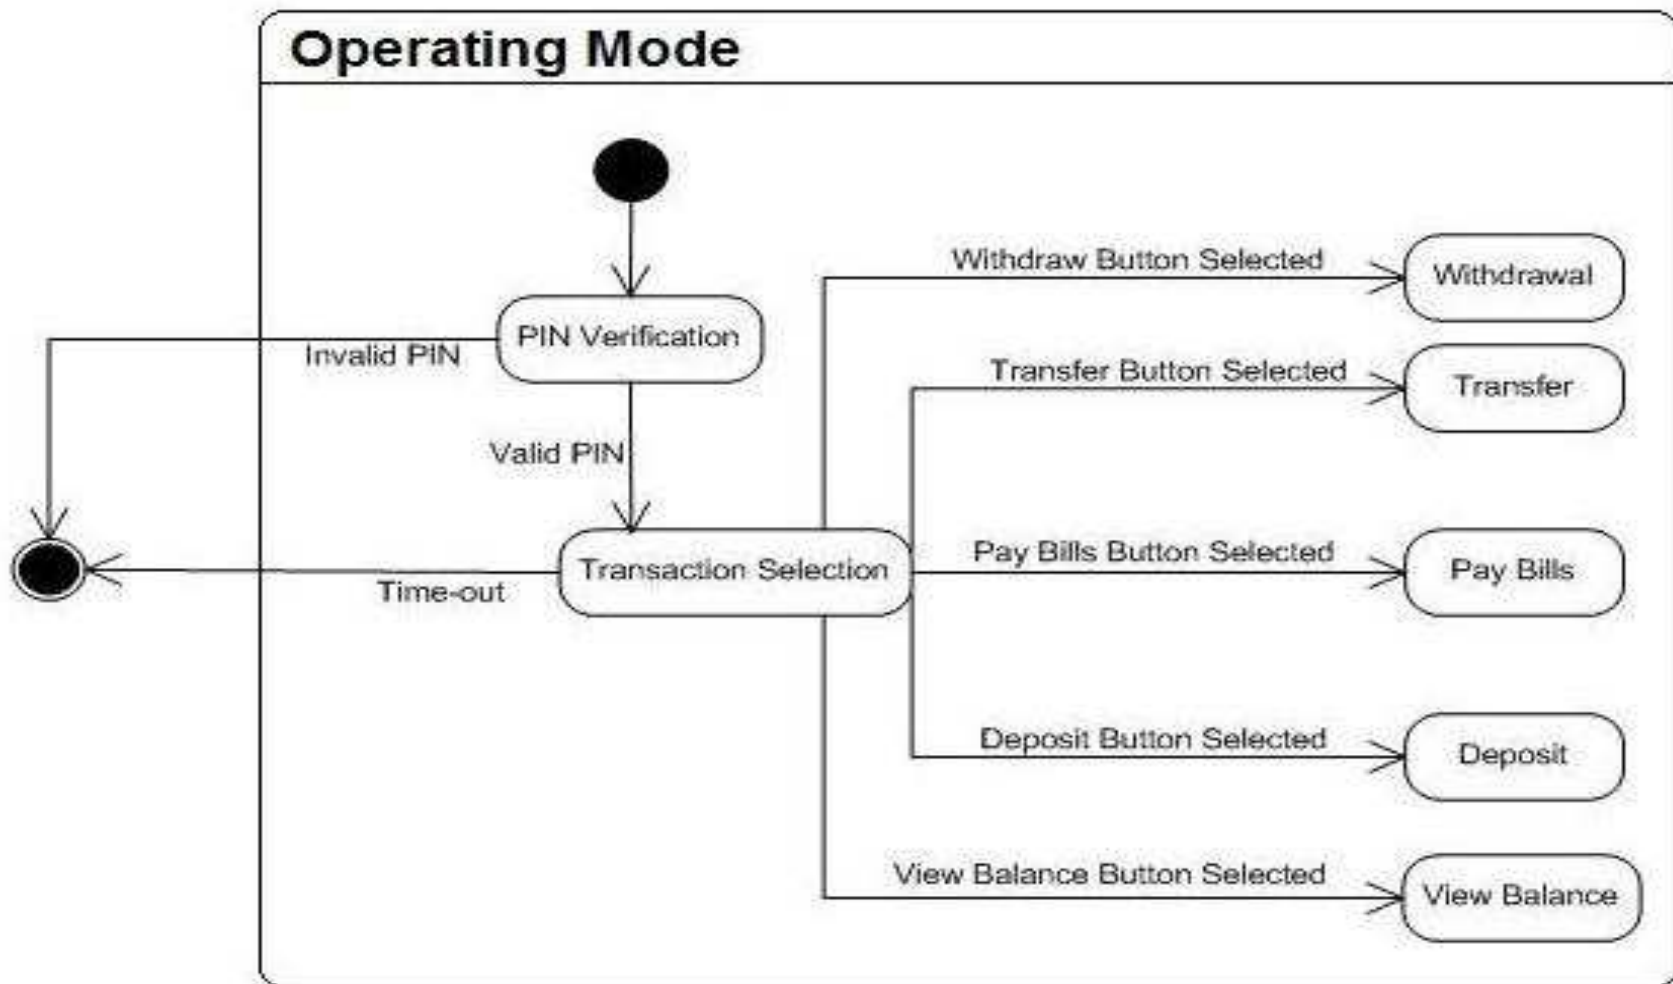 Operating Mode
Withdraw Button Selected
Withdrawal
PIN Verification
Invalid PIN
Transfer Button Selected
Transfer
Valid PIN
Pay Bills Button Selected
Transaction Selection
Pay Bills
Time-out
Deposit Button Selected
Deposit
View Balance Button Selected
View Balance